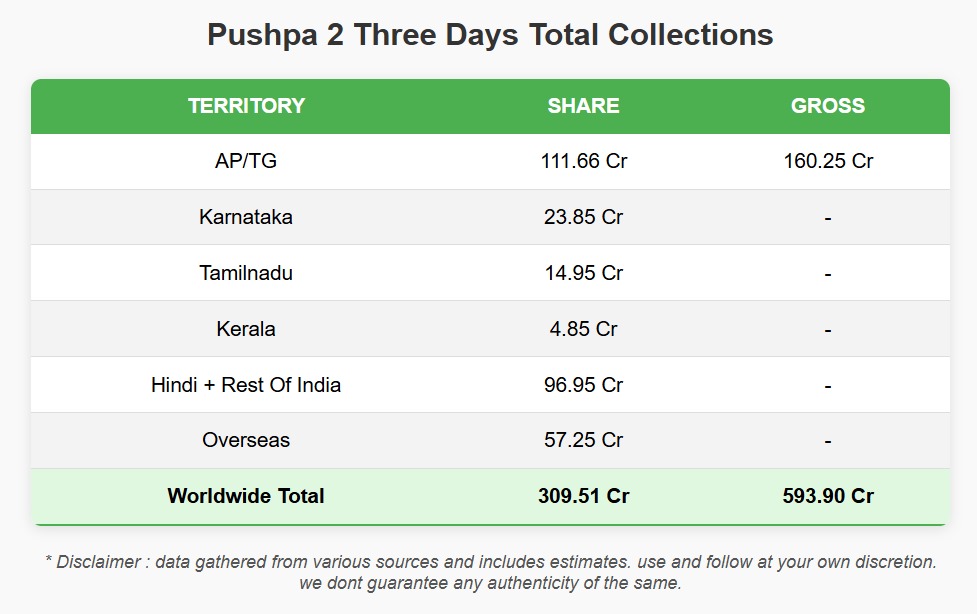 Pushpa 2 Three Days Total Collections
TERRITORY SHARE GROSS
AP/TG 111.66 Cr 160.25 Cr
Karnataka 23.85 Cr -
Tamilnadu 14.95 Cr -
Kerala 4.85 Cr -
Hindi + Rest Of India 96.95 Cr -
Overseas 57.25 Cr -
Worldwide Total 309.51 Cr 593.90 Cr
* Disclaimer : data gathered from various sources and includes estimates. use and follow at your own discretion.
we dont guarantee any authenticity of the same.